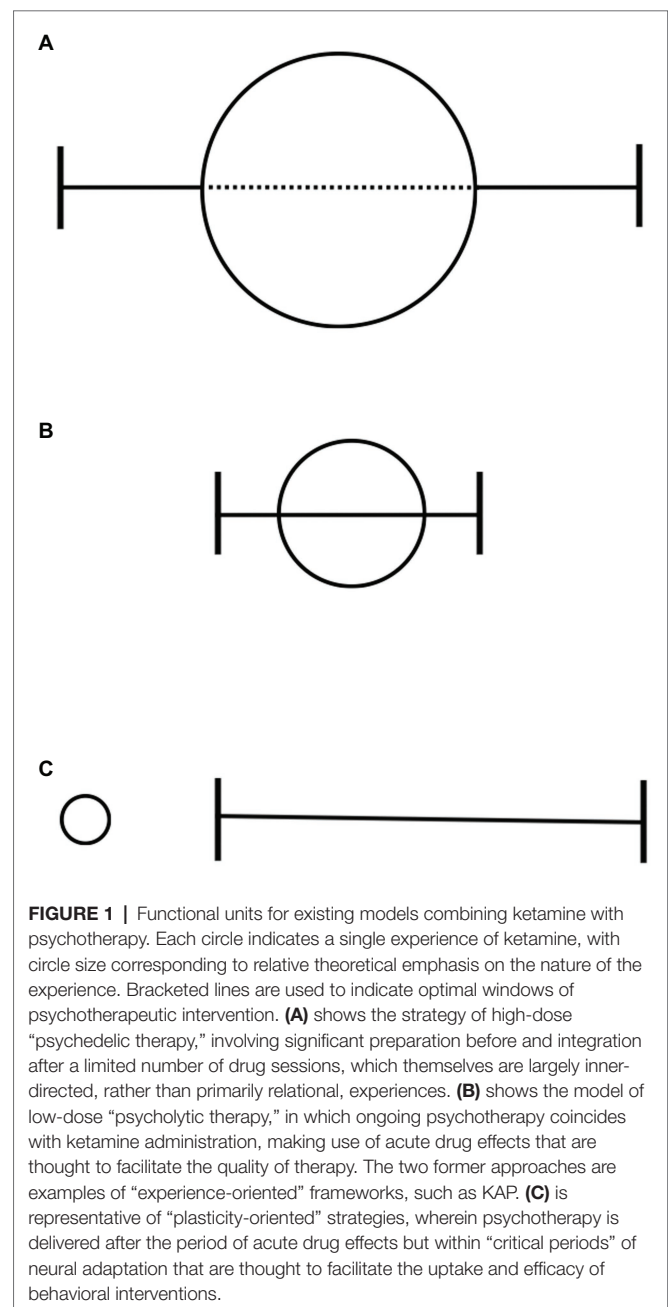 A
B
C
FIGURE 1 | Functional units for existing models combining ketamine with
psychotherapy. Each circle indicates a single experience of ketamine, with
circle size corresponding to relative theoretical emphasis on the nature of the
experience. Bracketed lines are used to indicate optimal windows of
psychotherapeutic intervention. (A) shows the strategy of high-dose
“psychedelic therapy,” involving significant preparation before and integration
after a limited number of drug sessions, which themselves are largely inner-
directed, rather than primarily relational, experiences. (B) shows the model of
low-dose “psycholytic therapy,” in which ongoing psychotherapy coincides
with ketamine administration, making use of acute drug effects that are
thought to facilitate the quality of therapy. The two former approaches are
examples of “experience-oriented” frameworks, such as KAP. (C) is
representative of “plasticity-oriented” strategies, wherein psychotherapy is
delivered after the period of acute drug effects but within “critical periods” of
neural adaptation that are thought to facilitate the uptake and efficacy of
behavioral interventions.